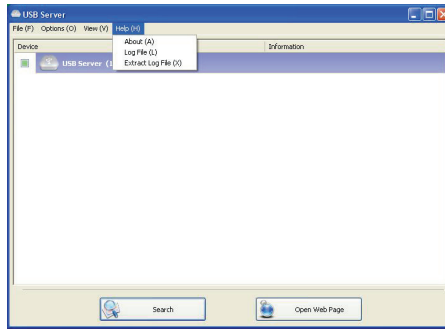 USB Server
File (F) Options (O) View (V) Help (H)
About (A)
Log File (L)
Extract Log File (X)
Device Information
USB Server
Search Open Web Page